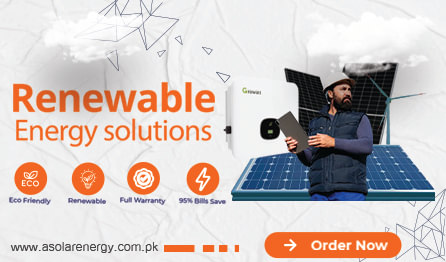 Renewable
Energy solutions
Growatt
ECO
Eco Friendly
Renewable
Full Warranty
95% Bills Save
www.asolarenergy.com.pk
Order Now